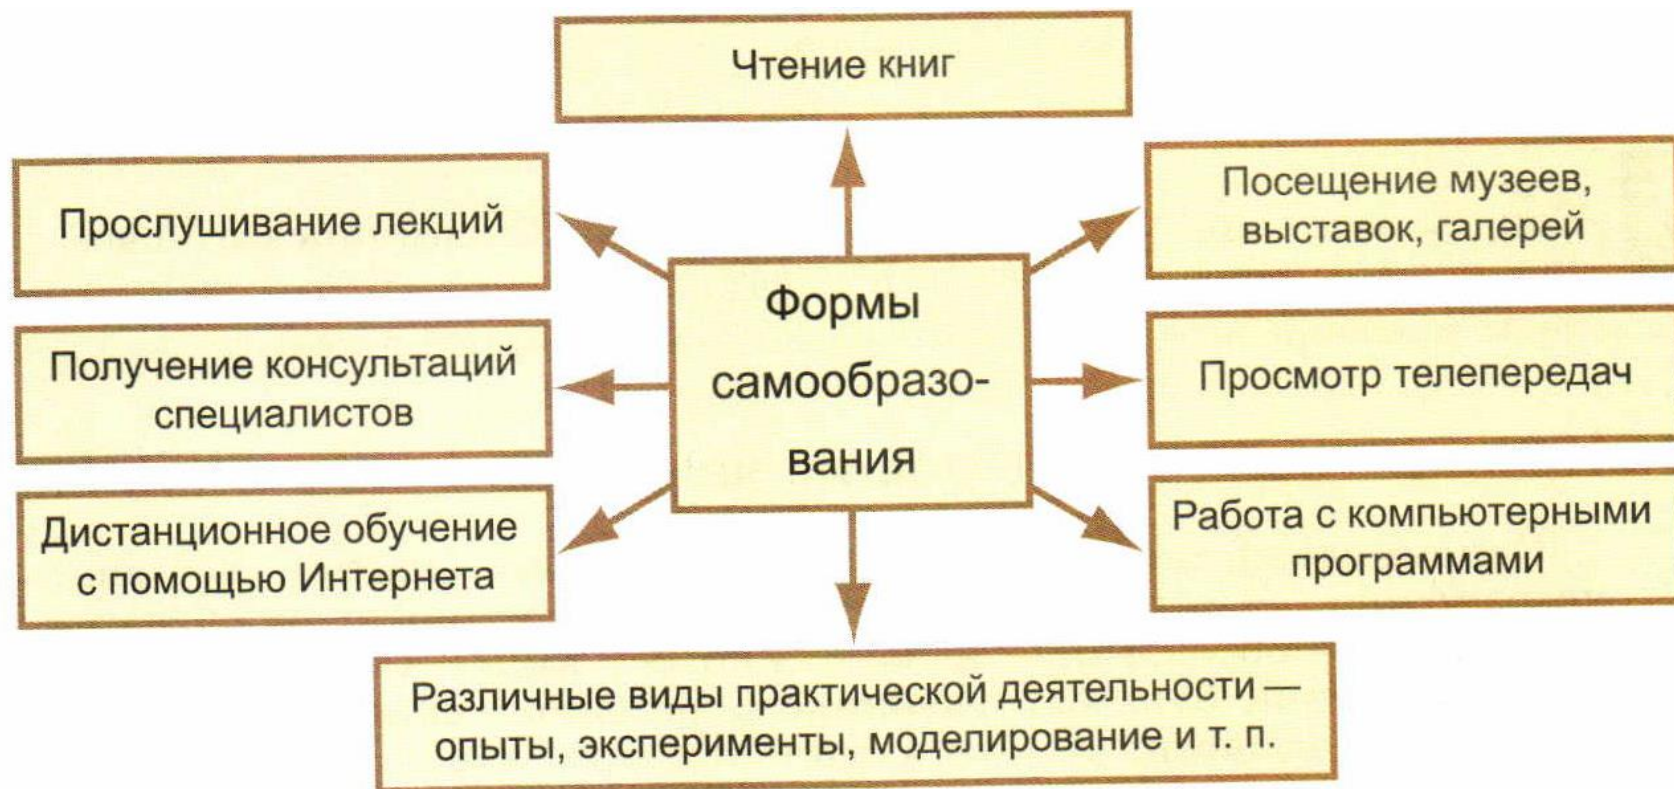 Чтение книг
Прослушивание лекций
Посещение музеев,
выставок, галерей
Формы
самообразо-
вания
Получение консультаций
специалистов
Просмотр телепередач
Дистанционное обучение
с помощью Интернета
Работа с компьютерными
программами
Различные виды практической деятельности —
опыты, эксперименты, моделирование и т. п.